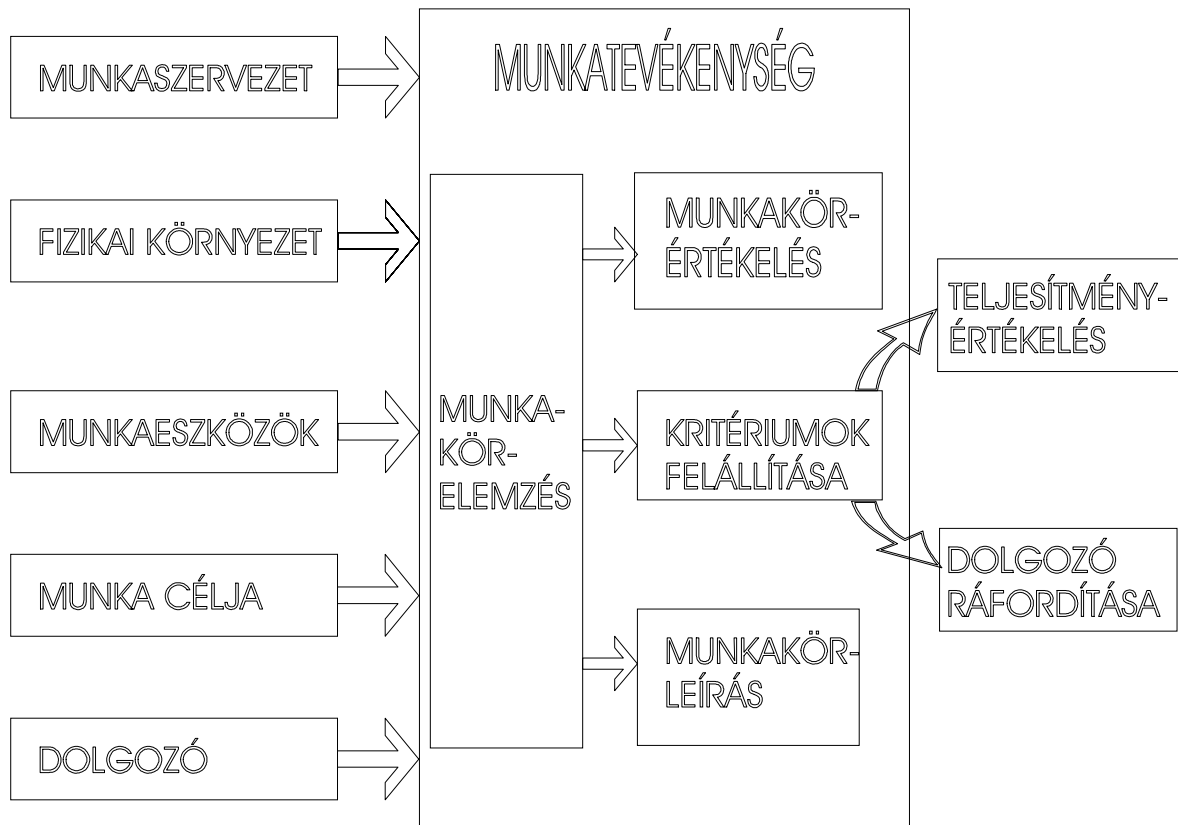 MUNKASZERVEZET
FIZIKAI KÖRNYEZET
MUNKAESZKÖZÖK
MUNKA CÉLJA
DOLGOZÓ
MUNKATEVÉKENYSÉG
MUNKA-
KÖR-
ELEMZÉS
MUNKAKÖR-
ÉRTÉKELÉS
KRITÉRIUMOK
FELÁLLÍTÁSA
MUNKAKÖR-
LEÍRÁS
TELJESÍTMÉNY-
ÉRTÉKELÉS
DOLGOZÓ
RÁFORDÍTÁSA